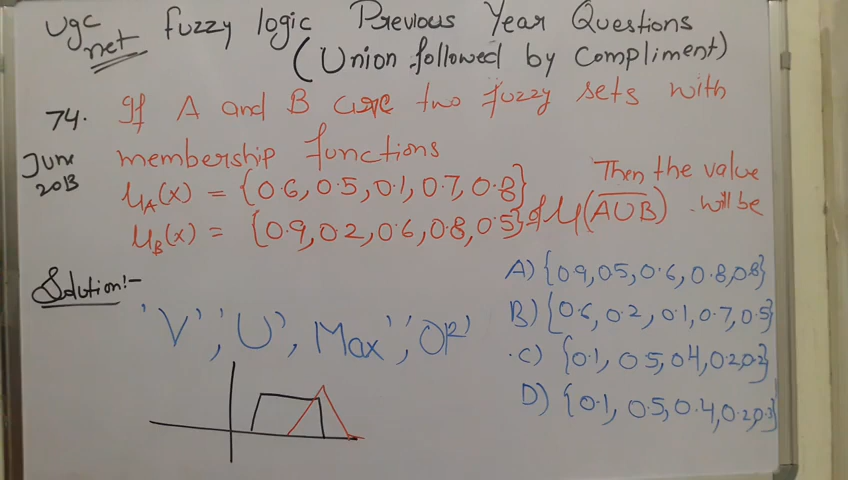 Ugc net fuzzy logic Previous Year Questions
(Union followed by Compliment)
74. If A and B are two fuzzy sets with
June 2013 membership functions
μA(x) = {0.6, 0.5, 0.1, 0.7, 0.8} Then the value
μB(x) = {0.9, 0.2, 0.6, 0.8, 0.5} of μ(A̅∪̅B̅) will be
Solution:-
A) {0.9, 0.5, 0.6, 0.8, 0.8}
B) {0.6, 0.2, 0.1, 0.7, 0.5}
C) {0.1, 0.5, 0.4, 0.2, 0.2}
D) {0.1, 0.5, 0.4, 0.2, 0.3}
'V', 'U', Max', 'OR'